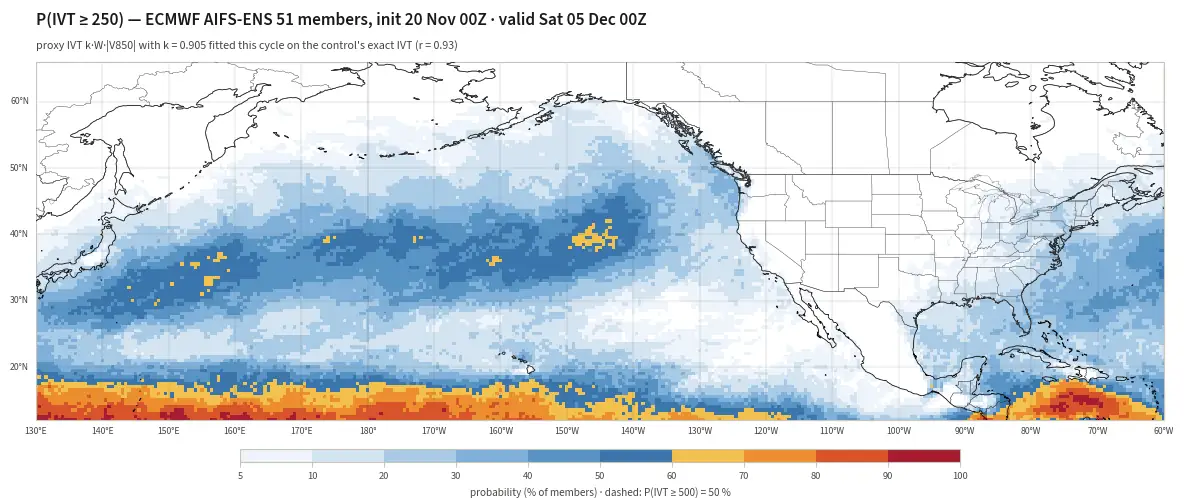 P(IVT ≥ 250) — ECMWF AIFS-ENS 51 members, init 20 Nov 00Z · valid Sat 05 Dec 00Z
proxy IVT k·W·|V850| with k = 0.905 fitted this cycle on the control's exact IVT (r = 0.93)
60°N
50°N
40°N
30°N
20°N
130°E 140°E 150°E 160°E 170°E 180° 170°W 160°W 150°W 140°W 130°W 120°W 110°W 100°W 90°W 80°W 70°W 60°W
5 10 20 30 40 50 60 70 80 90 100
probability (% of members) · dashed: P(IVT ≥ 500) = 50 %